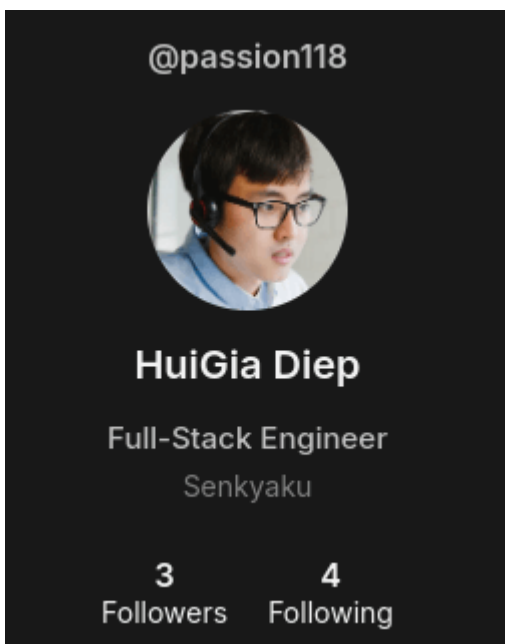 @passion118
HuiGia Diep
Full-Stack Engineer
Senkyaku
3 4
Followers Following